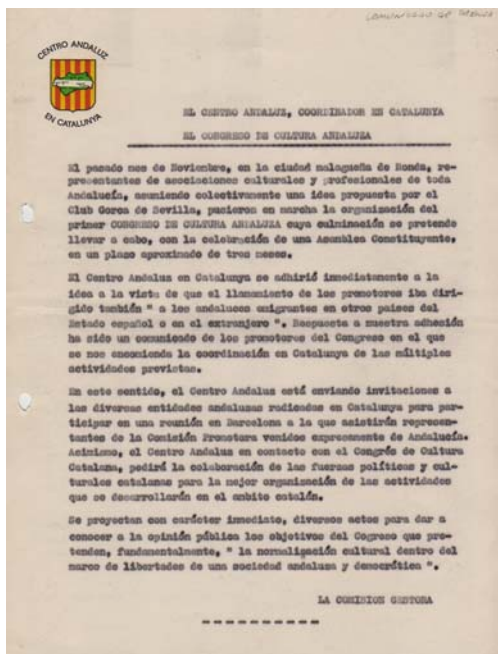 COMUNICADO DE PRENSA
CENTRO ANDALUZ
EN CATALUNYA
EL CENTRO ANDALUZ, COORDINADOR EN CATALUNYA
EL CONGRESO DE CULTURA ANDALUZA
El pasado mes de Noviembre, en la ciudad malagueña de Ronda, re-
presentantes de asociaciones culturales y profesionales de toda
Andalucía, asumiendo colectivamente una idea propuesta por el
Club Gorca de Sevilla, pusieron en marcha la organización del
primer CONGRESO DE CULTURA ANDALUZA cuya culminación se pretende
llevar a cabo, con la celebración de una Asamblea Constituyente,
en un plazo aproximado de tres meses.
El Centro Andaluz en Catalunya se adhirió inmediatamente a la
idea a la vista de que el llamamiento de los promotores iba diri-
gido también " a los andaluces emigrantes en otros países del
Estado español o en el extranjero ". Respuesta a nuestra adhesión
ha sido un comunicado de los promotores del Congreso en el que
se nos encomienda la coordinación en Catalunya de las múltiples
actividades previstas.
En este sentido, el Centro Andaluz está enviando invitaciones a
las diversas entidades andaluzas radicadas en Catalunya para par-
ticipar en una reunión en Barcelona a la que asistirán represen-
tantes de la Comisión Promotora venidos expresamente de Andalucía.
Asimismo, el Centro Andaluz en contacto con el Congrés de Cultura
Catalana, pedirá la colaboración de las fuerzas políticas y cul-
turales catalanas para la mejor organización de las actividades
que se desarrollarán en el ambito catalán.
Se proyectan con carácter inmediato, diversos actos para dar a
conocer a la opinión pública los objetivos del Cogreso que pre-
tenden, fundamentalmente, " la normalización cultural dentro del
marco de libertades de una sociedad andaluza y democrática ".
LA COMISION GESTORA